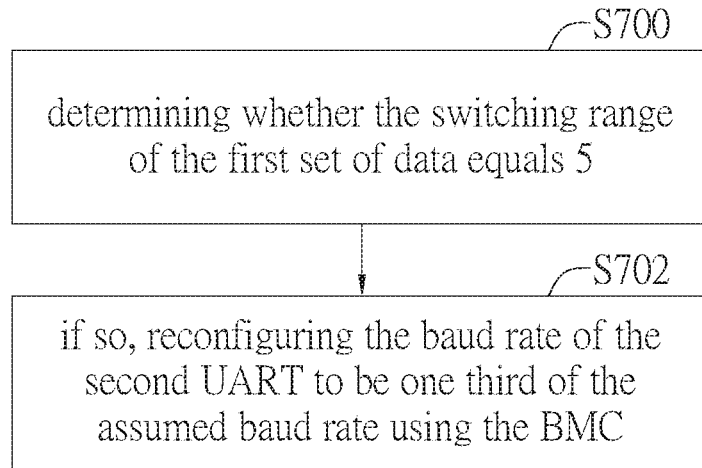 S700
determining whether the switching range
of the first set of data equals 5
S702
if so, reconfiguring the baud rate of the
second UART to be one third of the
assumed baud rate using the BMC